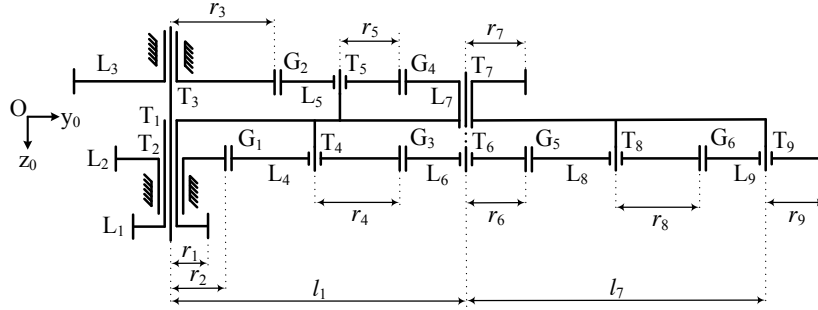 r₃
r₅
r₇
L₃
G₂
T₅
G₄
T₇
T₃
L₅
L₇
O
y₀
z₀
T₁
T₂
G₁
T₄
G₃
T₆
G₅
T₈
G₆
T₉
L₂
L₄
L₆
L₈
L₉
L₁
r₄
r₆
r₈
r₉
r₁
r₂
l₁
l₇